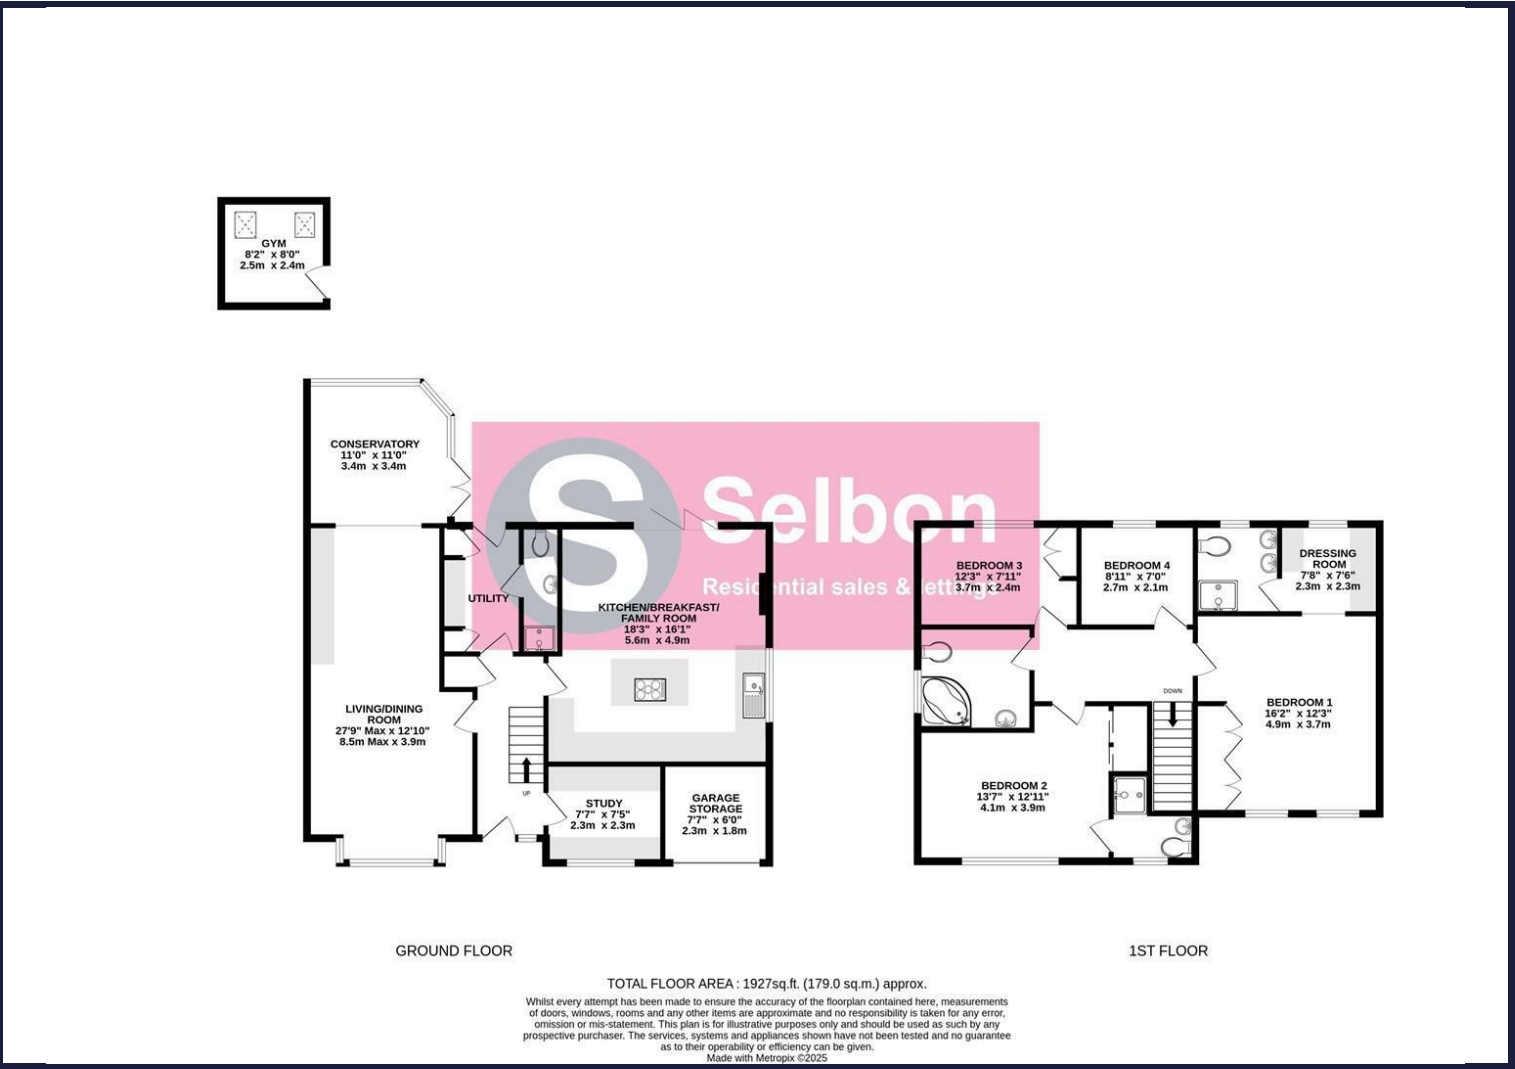 GYM
8'2" x 8'0"
2.5m x 2.4m
CONSERVATORY
11'0" x 11'0"
3.4m x 3.4m
Selbon
Residential sales & lettings
UTILITY
KITCHEN/BREAKFAST/
FAMILY ROOM
18'3" x 16'1"
5.6m x 4.9m
LIVING/DINING
ROOM
27'9" Max x 12'10"
8.5m Max x 3.9m
UP
STUDY
7'7" x 7'5"
2.3m x 2.3m
GARAGE
STORAGE
7'7" x 6'0"
2.3m x 1.8m
BEDROOM 3
12'3" x 7'11"
3.7m x 2.4m
BEDROOM 4
8'11" x 7'0"
2.7m x 2.1m
DRESSING
ROOM
7'8" x 7'6"
2.3m x 2.3m
DOWN
BEDROOM 1
16'2" x 12'3"
4.9m x 3.7m
BEDROOM 2
13'7" x 12'11"
4.1m x 3.9m
GROUND FLOOR
1ST FLOOR
TOTAL FLOOR AREA : 1927sq.ft. (179.0 sq.m.) approx.
Whilst every attempt has been made to ensure the accuracy of the floorplan contained here, measurements
of doors, windows, rooms and any other items are approximate and no responsibility is taken for any error,
omission or mis-statement. This plan is for illustrative purposes only and should be used as such by any
prospective purchaser. The services, systems and appliances shown have not been tested and no guarantee
as to their operability or efficiency can be given.
Made with Metropix ©2025